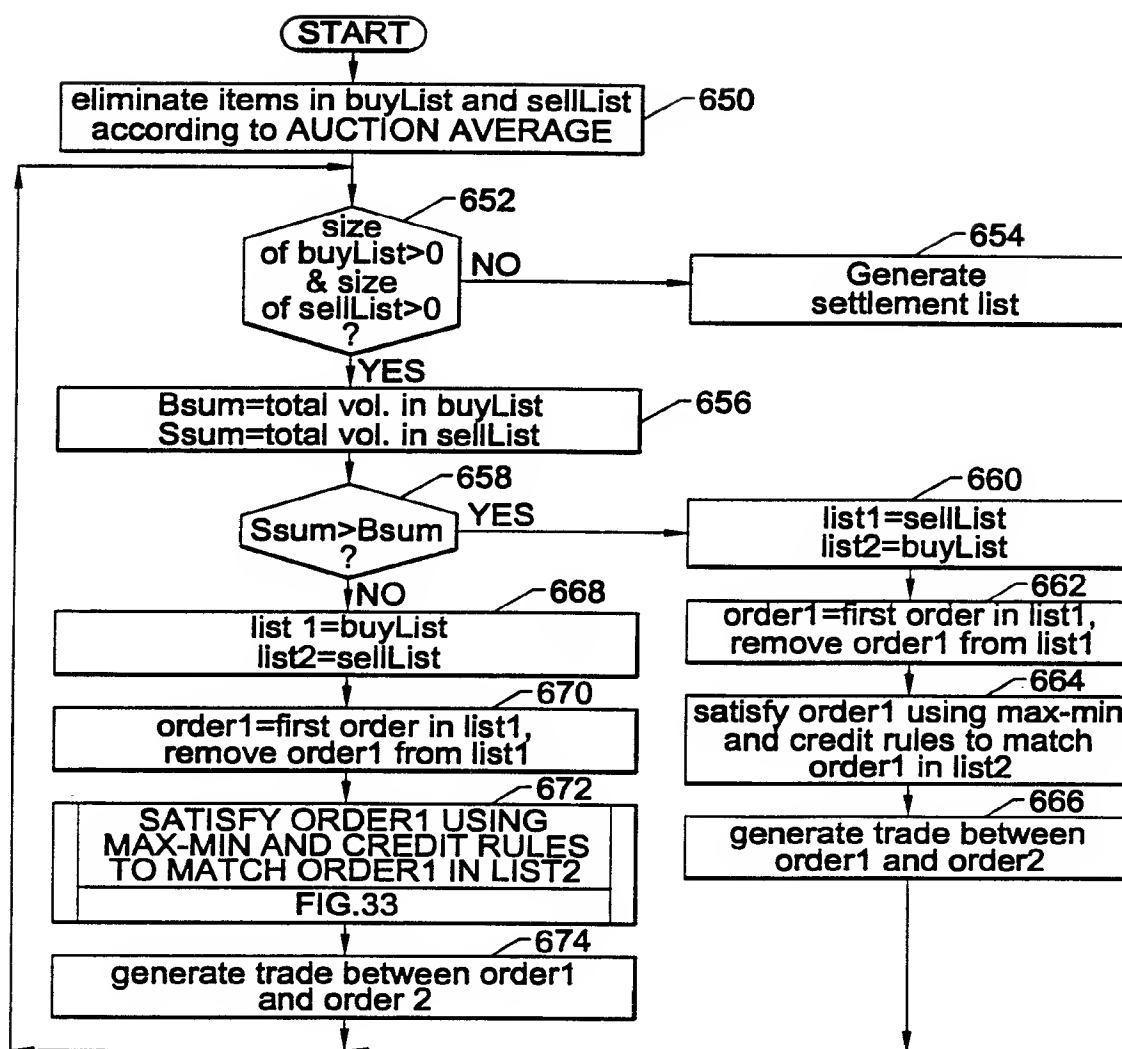 START
eliminate items in buyList and sellList
according to AUCTION AVERAGE
650
652
size
of buyList>0
& size
of sellList>0
?
NO
654
Generate
settlement list
YES
Bsum=total vol. in buyList
Ssum=total vol. in sellList
656
658
Ssum>Bsum
?
YES
660
list1=sellList
list2=buyList
NO
668
list 1=buyList
list2=sellList
662
order1=first order in list1,
remove order1 from list1
670
order1=first order in list1,
remove order1 from list1
664
satisfy order1 using max-min
and credit rules to match
order1 in list2
672
SATISFY ORDER1 USING
MAX-MIN AND CREDIT RULES
TO MATCH ORDER1 IN LIST2
FIG.33
666
generate trade between
order1 and order2
674
generate trade between order1
and order 2